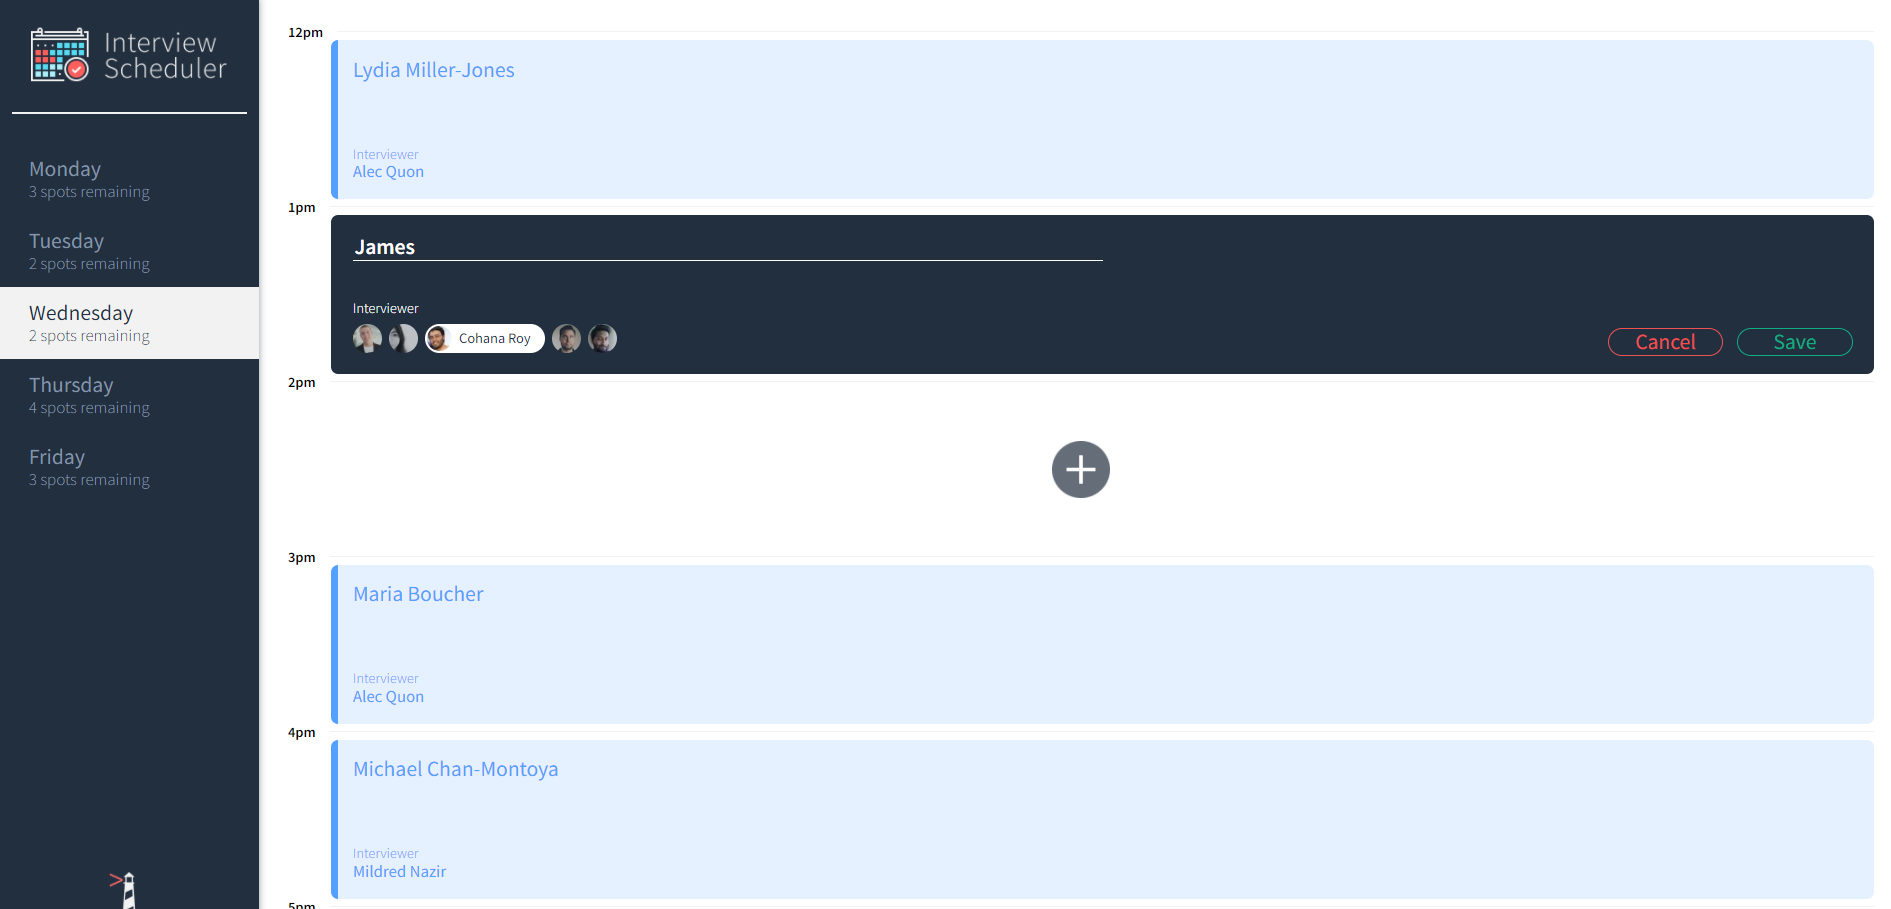 Interview
Scheduler
Monday
3 spots remaining
Tuesday
2 spots remaining
Wednesday
2 spots remaining
Thursday
4 spots remaining
Friday
3 spots remaining
12pm
Lydia Miller-Jones
Interviewer
Alec Quon
1pm
James
Interviewer
Cohana Roy
Cancel
Save
2pm
3pm
Maria Boucher
Interviewer
Alec Quon
4pm
Michael Chan-Montoya
Interviewer
Mildred Nazir
5pm